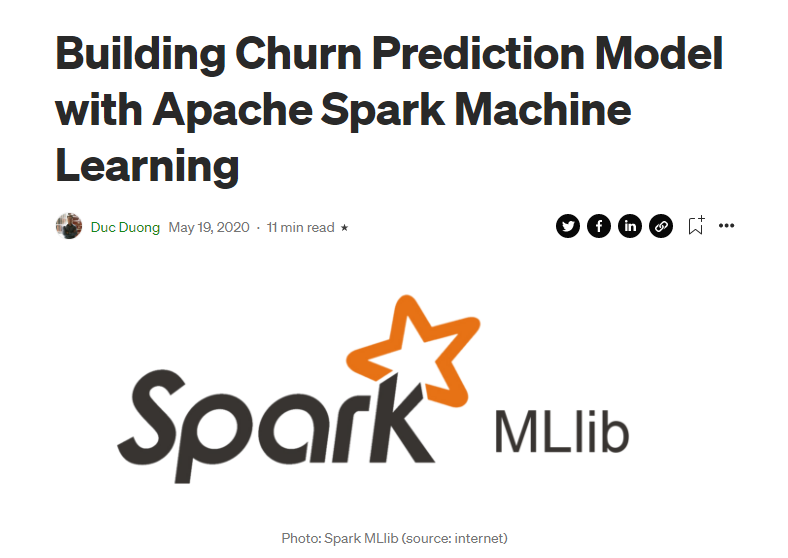 Building Churn Prediction Model
with Apache Spark Machine
Learning
Duc Duong May 19, 2020 · 11 min read ★
Spark MLlib
Photo: Spark MLlib (source: internet)